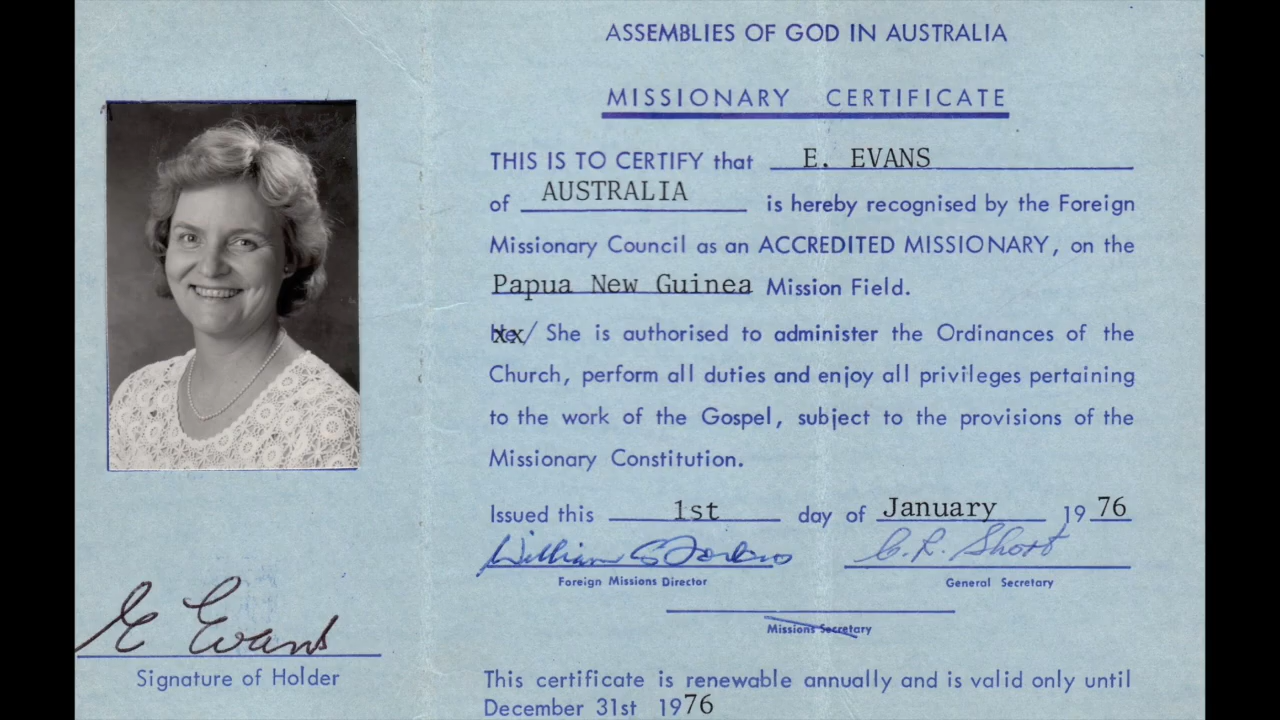 ASSEMBLIES OF GOD IN AUSTRALIA
MISSIONARY CERTIFICATE
THIS IS TO CERTIFY that E. EVANS
of AUSTRALIA is hereby recognised by the Foreign
Missionary Council as an ACCREDITED MISSIONARY, on the
Papua New Guinea Mission Field.
He/ She is authorised to administer the Ordinances of the
Church, perform all duties and enjoy all privileges pertaining
to the work of the Gospel, subject to the provisions of the
Missionary Constitution.
Issued this 1st day of January 1976
William C. R. Short
Foreign Missions Director General Secretary
Missions Secretary
E Evans
Signature of Holder
This certificate is renewable annually and is valid only until
December 31st 1976